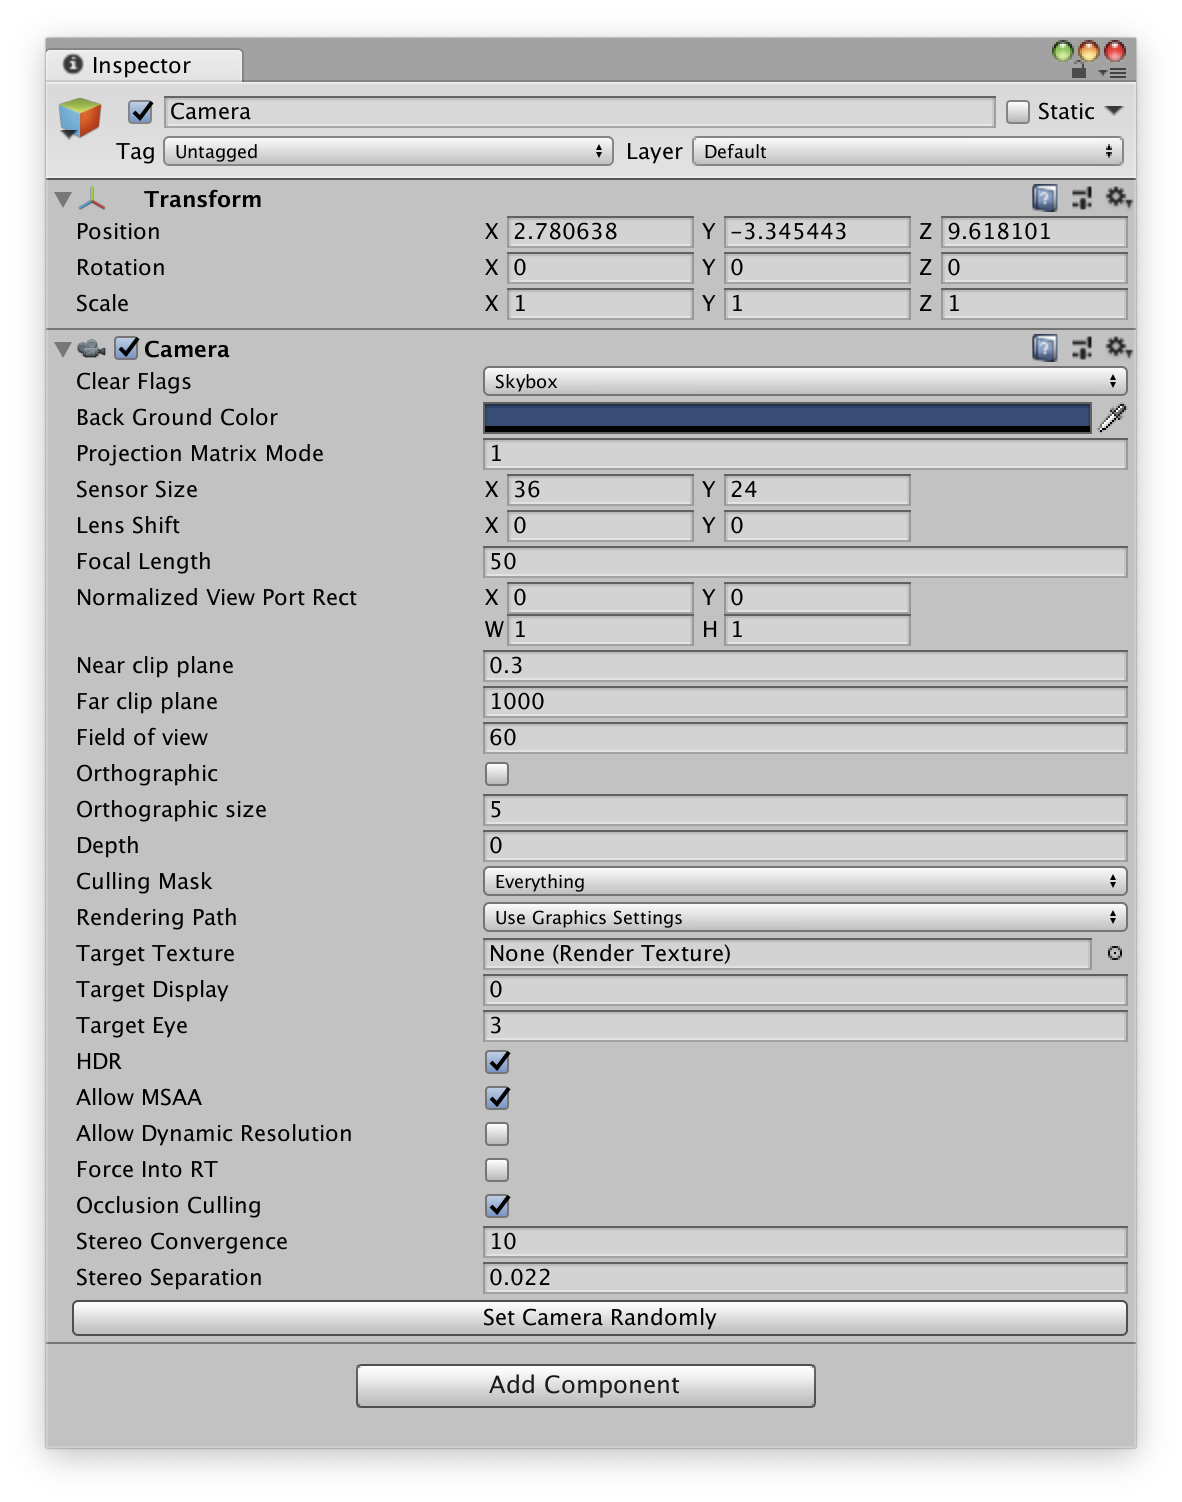 Inspector
Camera Static
Tag Untagged Layer Default
Transform
Position X 2.780638 Y -3.345443 Z 9.618101
Rotation X 0 Y 0 Z 0
Scale X 1 Y 1 Z 1
Camera
Clear Flags Skybox
Back Ground Color
Projection Matrix Mode 1
Sensor Size X 36 Y 24
Lens Shift X 0 Y 0
Focal Length 50
Normalized View Port Rect X 0 Y 0
W 1 H 1
Near clip plane 0.3
Far clip plane 1000
Field of view 60
Orthographic
Orthographic size 5
Depth 0
Culling Mask Everything
Rendering Path Use Graphics Settings
Target Texture None (Render Texture)
Target Display 0
Target Eye 3
HDR
Allow MSAA
Allow Dynamic Resolution
Force Into RT
Occlusion Culling
Stereo Convergence 10
Stereo Separation 0.022
Set Camera Randomly
Add Component